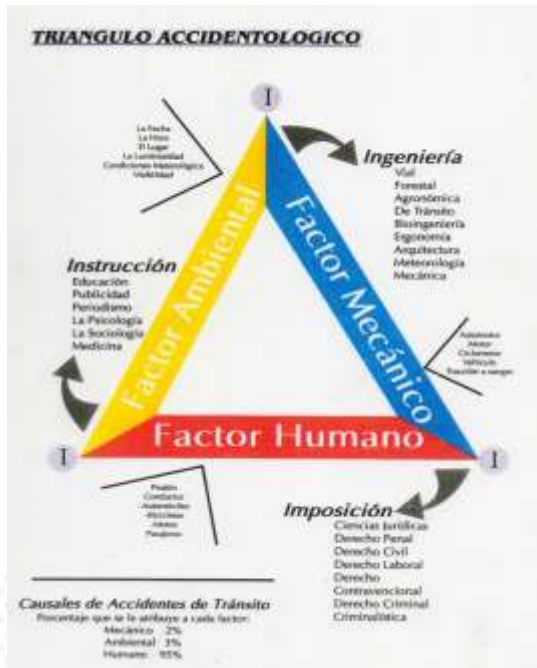 TRIANGULO ACCIDENTOLOGICO
I
La Fecha
La Hora
El Lugar
La Luminosidad
Condiciones Meteorológica
Visibilidad
Ingeniería
Vial
Forestal
Agronómica
De Tránsito
Bioingeniería
Ergonomía
Arquitectura
Meteorología
Mecánica
Factor Ambiental
Factor Mecánico
Instrucción
Educación
Publicidad
Periodismo
La Psicología
La Sociología
Medicina
Automotor
Motor
Ciclomotor
Vehículo
Tracción a sangre
Factor Humano
I
I
Peatón
Conductor
-Automóviles
-Bicicletas
-Motos
Pasajeros
Imposición
Ciencias Jurídicas
Derecho Penal
Derecho Civil
Derecho Laboral
Derecho
Contravencional
Derecho Criminal
Criminalística
Causales de Accidentes de Tránsito
Porcentaje que se le atribuye a cada factor:
Mecánico 2%
Ambiental 3%
Humano 95%